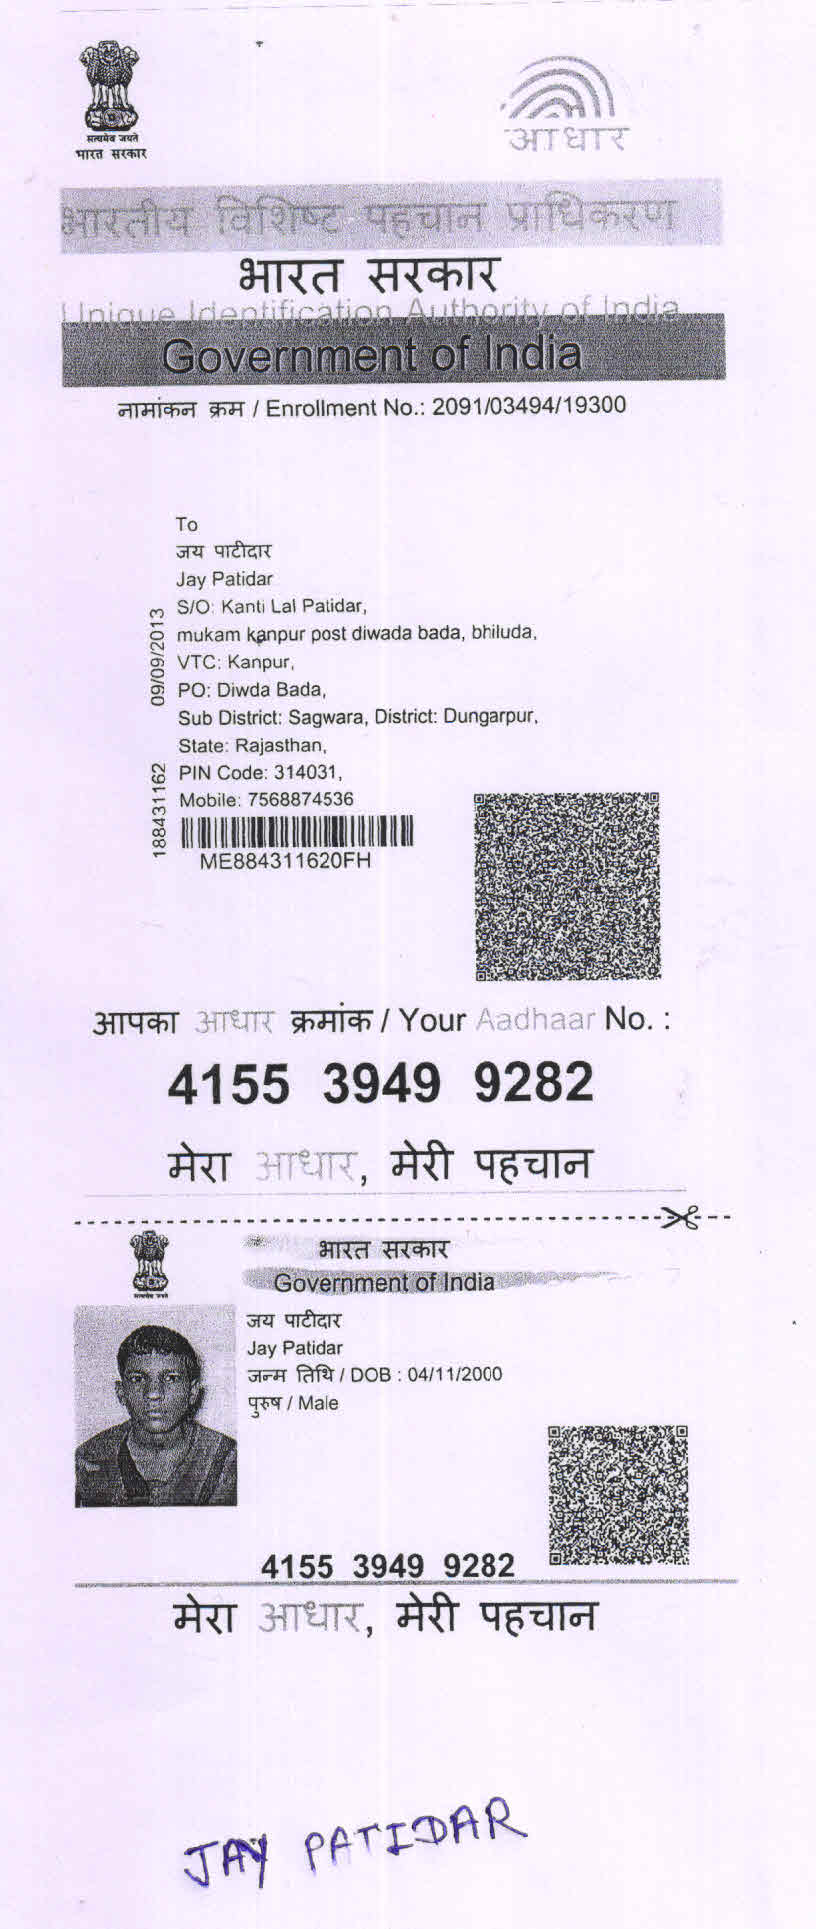 सत्यमेव जयते
भारत सरकार
आधार
भारतीय विशिष्ट पहचान प्राधिकरण
भारत सरकार
Unique Identification Authority of India
Government of India
नामांकन क्रम / Enrollment No.: 2091/03494/19300
To
जय पाटीदार
Jay Patidar
S/O: Kanti Lal Patidar,
mukam kanpur post diwada bada, bhiluda,
VTC: Kanpur,
PO: Diwda Bada,
Sub District: Sagwara, District: Dungarpur,
State: Rajasthan,
PIN Code: 314031,
Mobile: 7568874536
09/09/2013
188431162
ME884311620FH
आपका आधार क्रमांक / Your Aadhaar No. :
4155 3949 9282
मेरा आधार, मेरी पहचान
सत्यमेव जयते
भारत सरकार
Government of India
जय पाटीदार
Jay Patidar
जन्म तिथि / DOB : 04/11/2000
पुरुष / Male
4155 3949 9282
मेरा आधार, मेरी पहचान
JAY PATIDAR